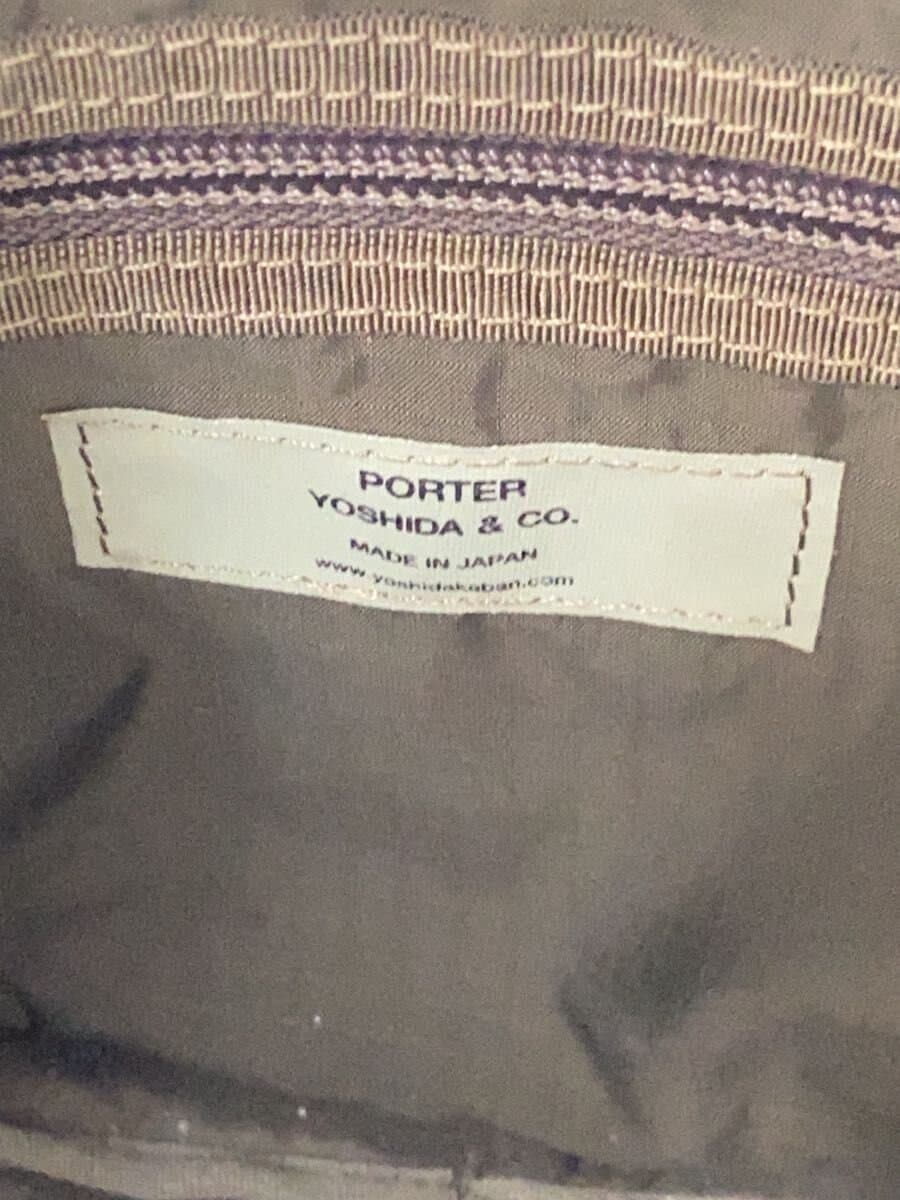 PORTER
YOSHIDA & CO.
MADE IN JAPAN
www.yoshidakaban.com